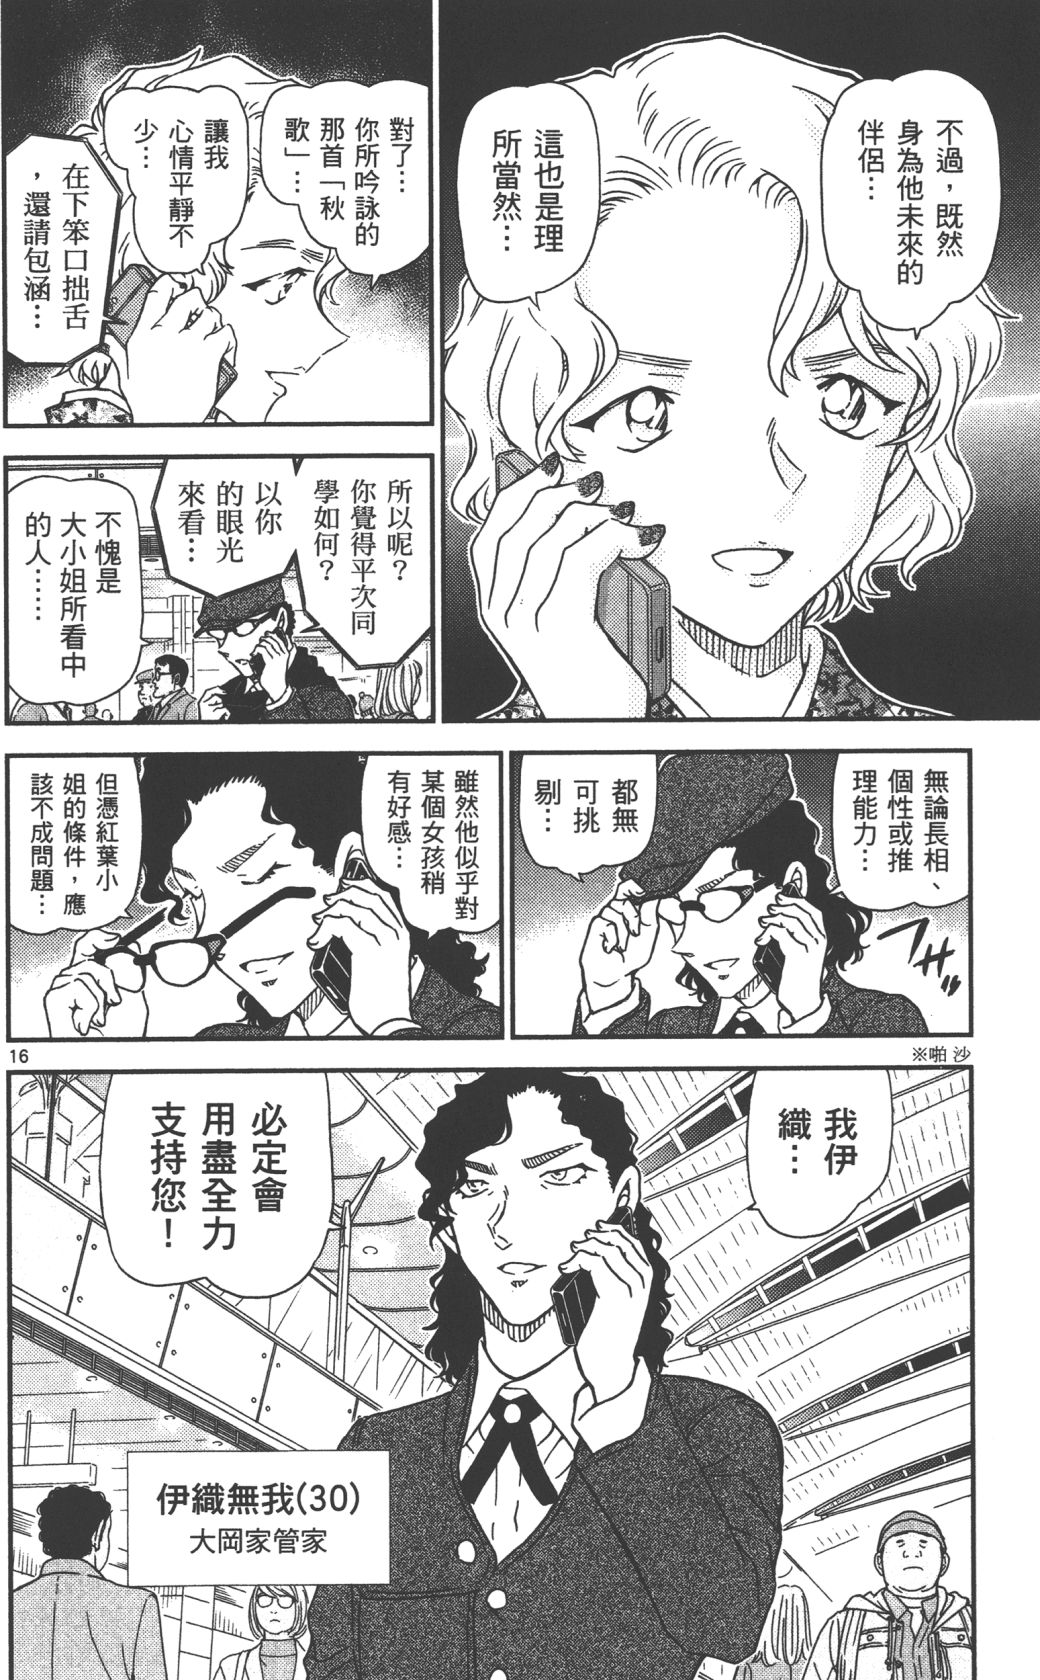 不過，既然
身為他未來的
伴侶…
這也是理
所當然…
對了…
你所吟詠的
那首「秋
歌」…
讓我
心情平靜不
少…
在下笨口拙舌
，還請包涵…
所以呢？
你覺得平次同
學如何？
以你
的眼光
來看…
不愧是
大小姐所看中
的人……
無論長相、
個性或推
理能力…
都無
可挑
剔…
雖然他似乎對
某個女孩稍
有好感…
但憑紅葉小
姐的條件，應
該不成問題…
バサッ
※啪沙
16
我伊
織…
必定會
用盡全力
支持您！
伊織無我(30)
大岡家管家